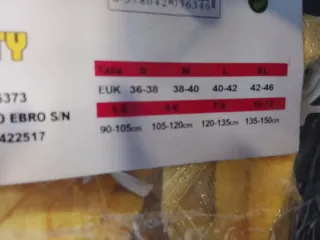 TY
Talla S M L XL
EUK 36-38 38-40 40-42 42-46
90-105cm 105-120cm 120-135cm 135-150cm
5373
O EBRO S/N
422517